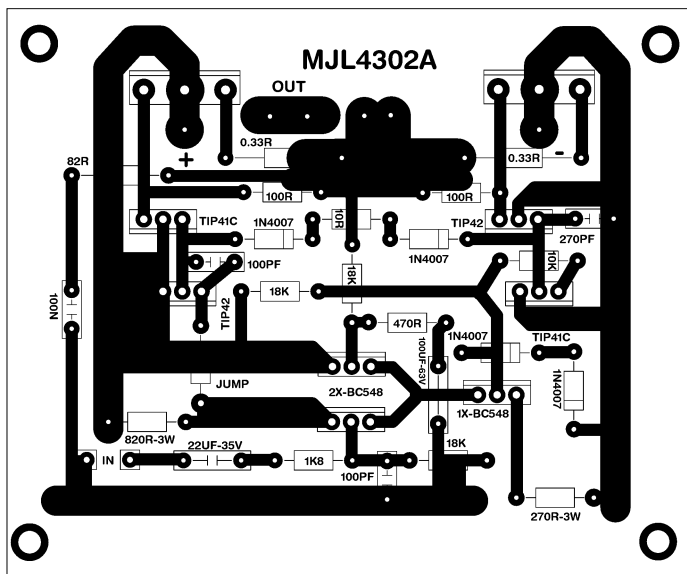 MJL4302A
OUT
0.33R
0.33R
82R
+
-
100R
100R
TIP41C
1N4007
10R
TIP42
270PF
1N4007
100PF
18K
10K
100N
18K
TIP42
470R
1N4007
TIP41C
100UF-63V
JUMP
2X-BC548
1X-BC548
1N4007
820R-3W
22UF-35V
18K
IN
1K8
100PF
270R-3W